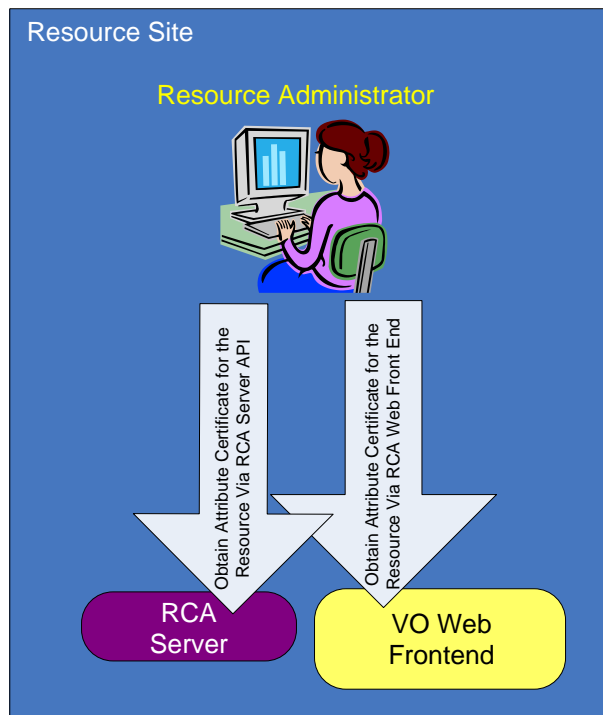 Resource Site
Resource Administrator
Obtain Attribute Certificate for the
Resource Via RCA Server API
Obtain Attribute Certificate for the
Resource Via RCA Web Front End
RCA
Server
VO Web
Frontend